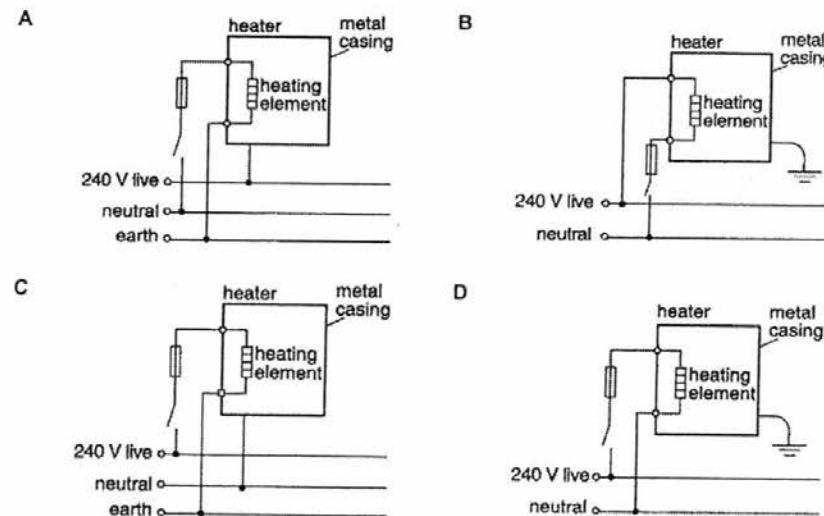 A
heater
metal
casing
heating
element
240 V live
neutral
earth
B
heater
metal
casing
heating
element
240 V live
neutral
C
heater
metal
casing
heating
element
240 V live
neutral
earth
D
heater
metal
casing
heating
element
240 V live
neutral